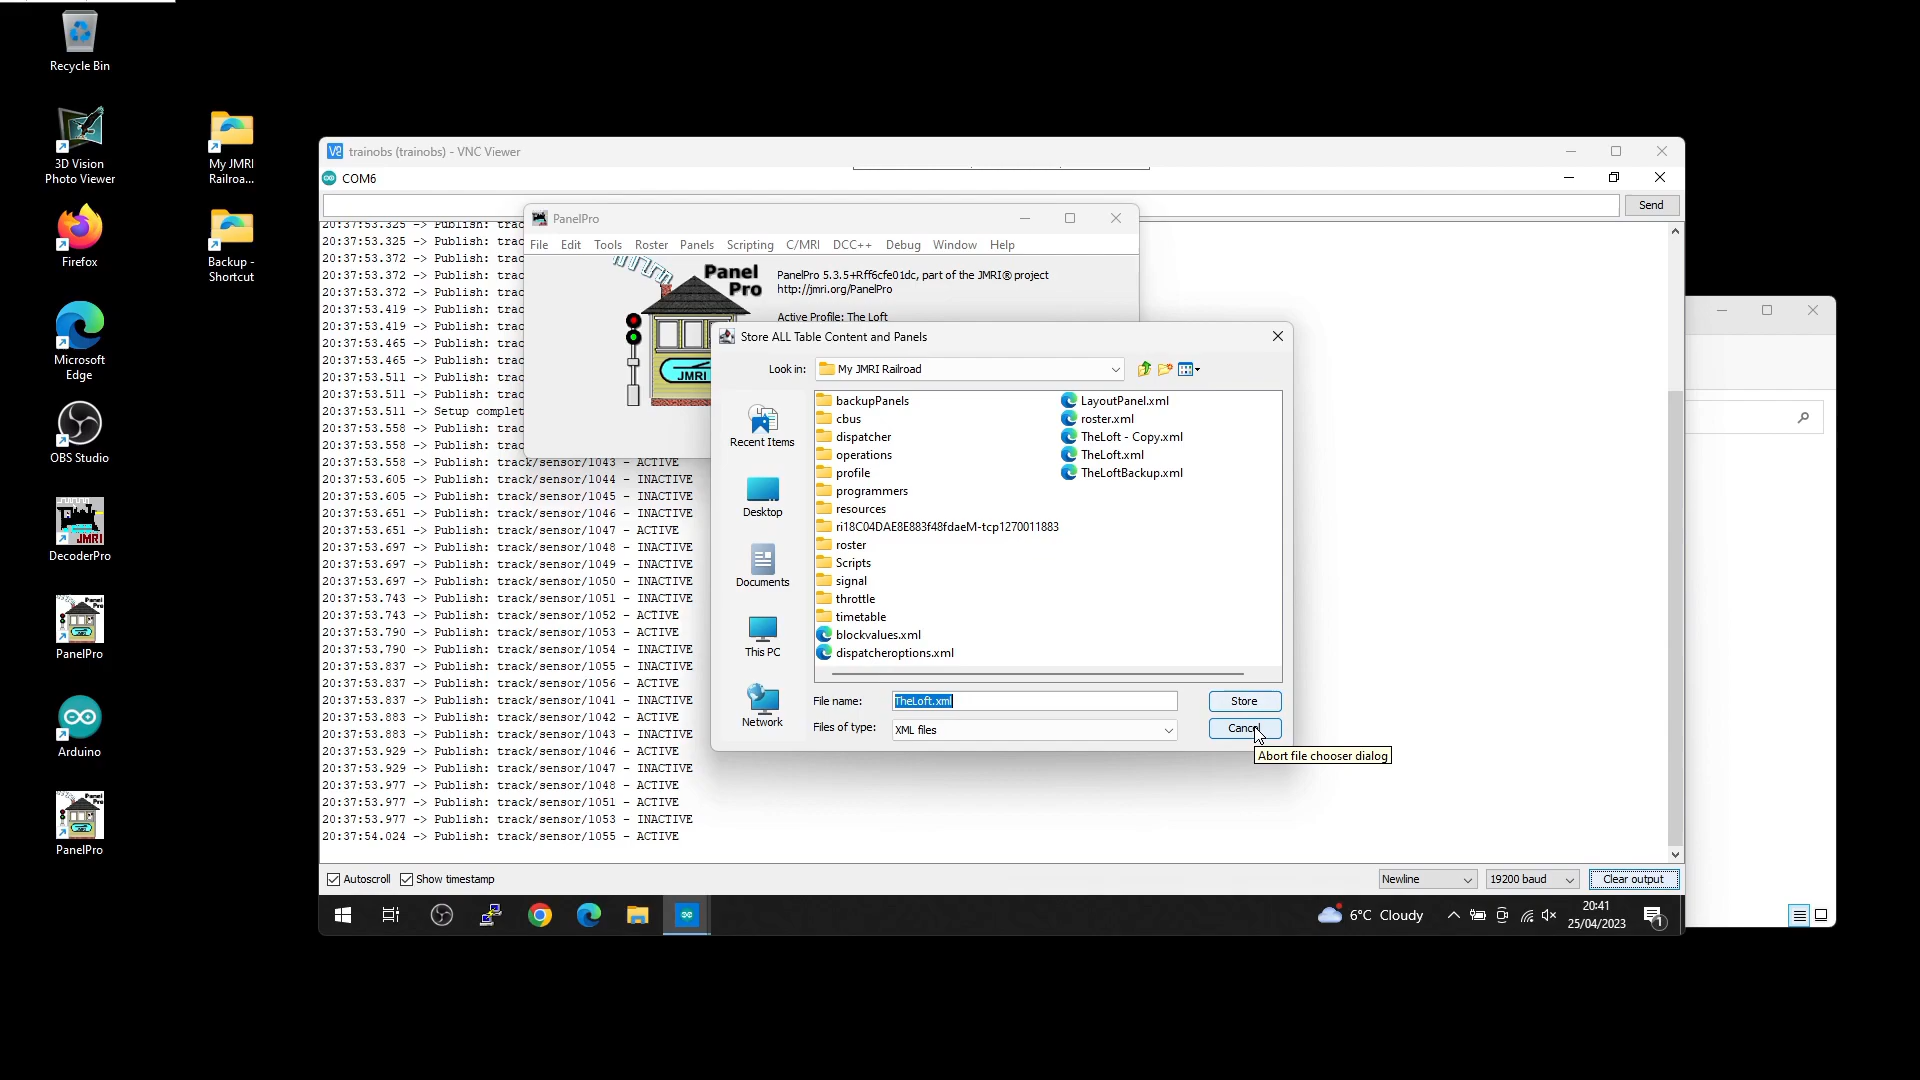 Recycle Bin
3D Vision
Photo Viewer
Firefox
Microsoft
Edge
OBS Studio
DecoderPro
PanelPro
Arduino
PanelPro
My JMRI
Railroa...
Backup -
Shortcut
trainobs (trainobs) - VNC Viewer
COM6
Send
20:37:53.325 -> Publish: trac
20:37:53.325 -> Publish: trac
20:37:53.372 -> Publish: trac
20:37:53.372 -> Publish: trac
20:37:53.372 -> Publish: trac
20:37:53.419 -> Publish: trac
20:37:53.419 -> Publish: trac
20:37:53.465 -> Publish: trac
20:37:53.465 -> Publish: trac
20:37:53.511 -> Publish: trac
20:37:53.511 -> Publish: trac
20:37:53.511 -> Setup complet
20:37:53.558 -> Publish: trac
20:37:53.558 -> Publish: trac
20:37:53.558 -> Publish: track/sensor/1043 - ACTIVE
20:37:53.605 -> Publish: track/sensor/1044 - INACTIVE
20:37:53.605 -> Publish: track/sensor/1045 - INACTIVE
20:37:53.651 -> Publish: track/sensor/1046 - INACTIVE
20:37:53.651 -> Publish: track/sensor/1047 - ACTIVE
20:37:53.697 -> Publish: track/sensor/1048 - INACTIVE
20:37:53.697 -> Publish: track/sensor/1049 - INACTIVE
20:37:53.697 -> Publish: track/sensor/1050 - INACTIVE
20:37:53.743 -> Publish: track/sensor/1051 - INACTIVE
20:37:53.743 -> Publish: track/sensor/1052 - ACTIVE
20:37:53.790 -> Publish: track/sensor/1053 - ACTIVE
20:37:53.790 -> Publish: track/sensor/1054 - INACTIVE
20:37:53.837 -> Publish: track/sensor/1055 - INACTIVE
20:37:53.837 -> Publish: track/sensor/1056 - ACTIVE
20:37:53.837 -> Publish: track/sensor/1041 - INACTIVE
20:37:53.883 -> Publish: track/sensor/1042 - ACTIVE
20:37:53.883 -> Publish: track/sensor/1043 - INACTIVE
20:37:53.929 -> Publish: track/sensor/1046 - ACTIVE
20:37:53.929 -> Publish: track/sensor/1047 - INACTIVE
20:37:53.977 -> Publish: track/sensor/1048 - ACTIVE
20:37:53.977 -> Publish: track/sensor/1051 - ACTIVE
20:37:53.977 -> Publish: track/sensor/1053 - INACTIVE
20:37:54.024 -> Publish: track/sensor/1055 - ACTIVE
PanelPro
File Edit Tools Roster Panels Scripting C/MRI DCC++ Debug Window Help
Panel
Pro
JMRI
PanelPro 5.3.5+Rff6cfe01dc, part of the JMRI® project
http://jmri.org/PanelPro
Active Profile: The Loft
Store ALL Table Content and Panels
Look in: My JMRI Railroad
Recent Items
Desktop
Documents
This PC
Network
backupPanels
cbus
dispatcher
operations
profile
programmers
resources
ri18C04DAE8E883f48fdaeM-tcp1270011883
roster
Scripts
signal
throttle
timetable
blockvalues.xml
dispatcheroptions.xml
LayoutPanel.xml
roster.xml
TheLoft - Copy.xml
TheLoft.xml
TheLoftBackup.xml
File name: TheLoft.xml Store
Files of type: XML files Cancel
Abort file chooser dialog
Autoscroll Show timestamp Newline 19200 baud Clear output
6°C Cloudy
20:41
25/04/2023
1